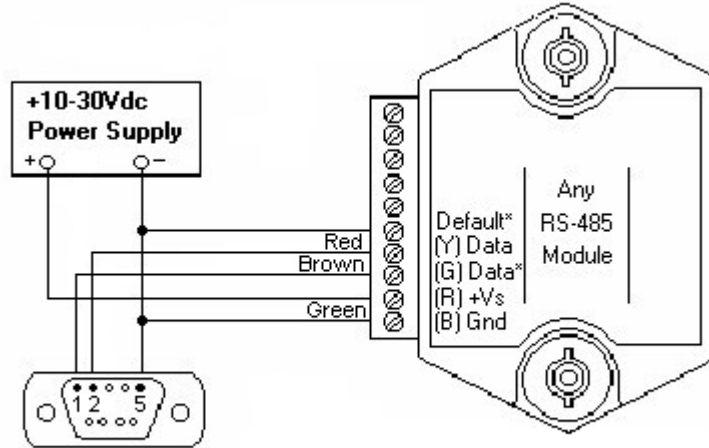 +10-30Vdc
Power Supply
+ −
Red
Brown
Green
Default*
(Y) Data
(G) Data*
(R) +Vs
(B) Gnd
Any
RS-485
Module
1 2 5